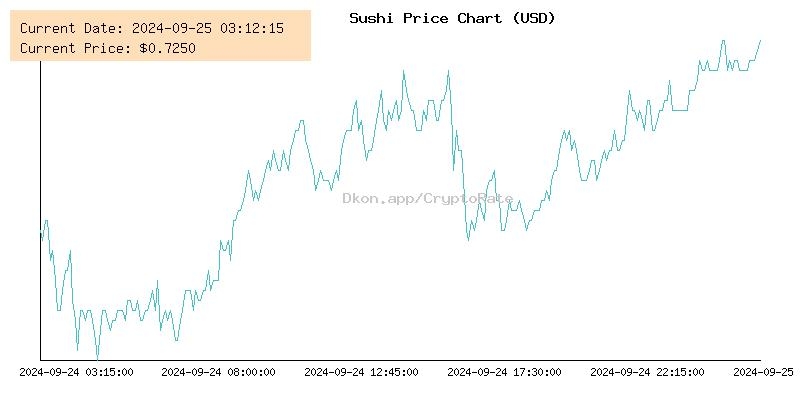 Sushi Price Chart (USD)
Current Date: 2024-09-25 03:12:15
Current Price: $0.7250
Dkon.app/CryptoRate
2024-09-24 03:15:00 2024-09-24 08:00:00 2024-09-24 12:45:00 2024-09-24 17:30:00 2024-09-24 22:15:00 2024-09-25